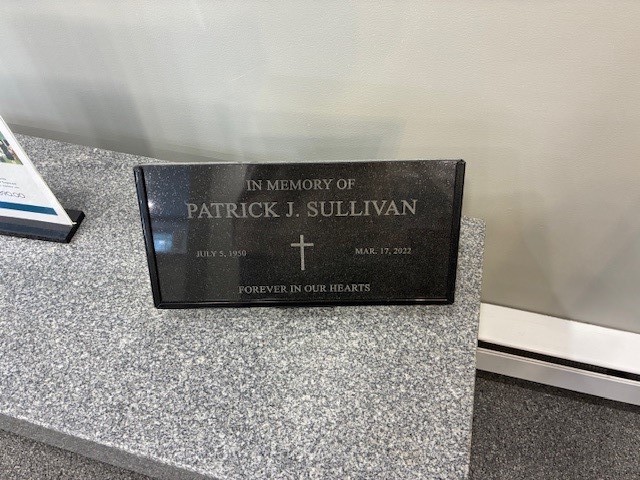 IN MEMORY OF
PATRICK J. SULLIVAN
JULY 5, 1950
MAR. 17, 2022
FOREVER IN OUR HEARTS